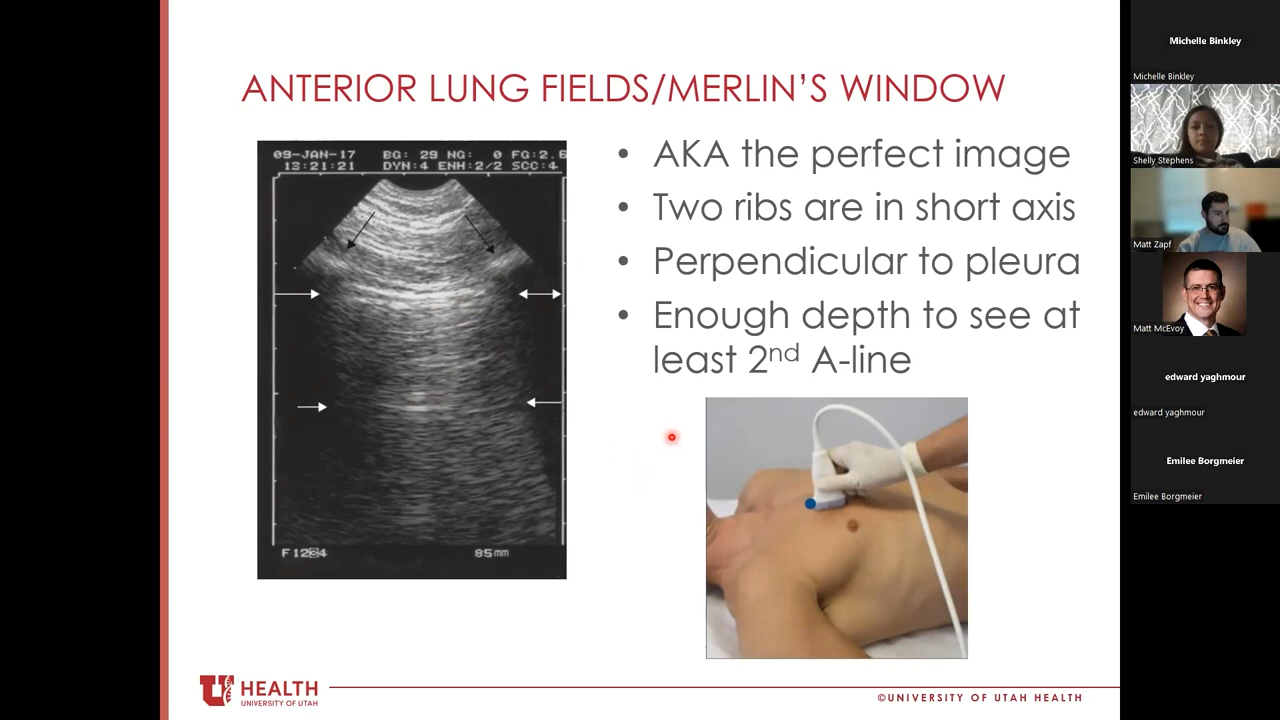 ANTERIOR LUNG FIELDS/MERLIN'S WINDOW
09-JAN-17 BG: 29 NG: 0 FG:2.6
13:21:21 DYN:4 ENH:2/2 SCC:4
85mm
• AKA the perfect image
• Two ribs are in short axis
• Perpendicular to pleura
• Enough depth to see at
least 2nd A-line
U HEALTH
UNIVERSITY OF UTAH
©UNIVERSITY OF UTAH HEALTH
Michelle Binkley
Michelle Binkley
Shelly Stephens
Matt Zapf
Matt McEvoy
edward yaghmour
edward yaghmour
Emilee Borgmeier
Emilee Borgmeier